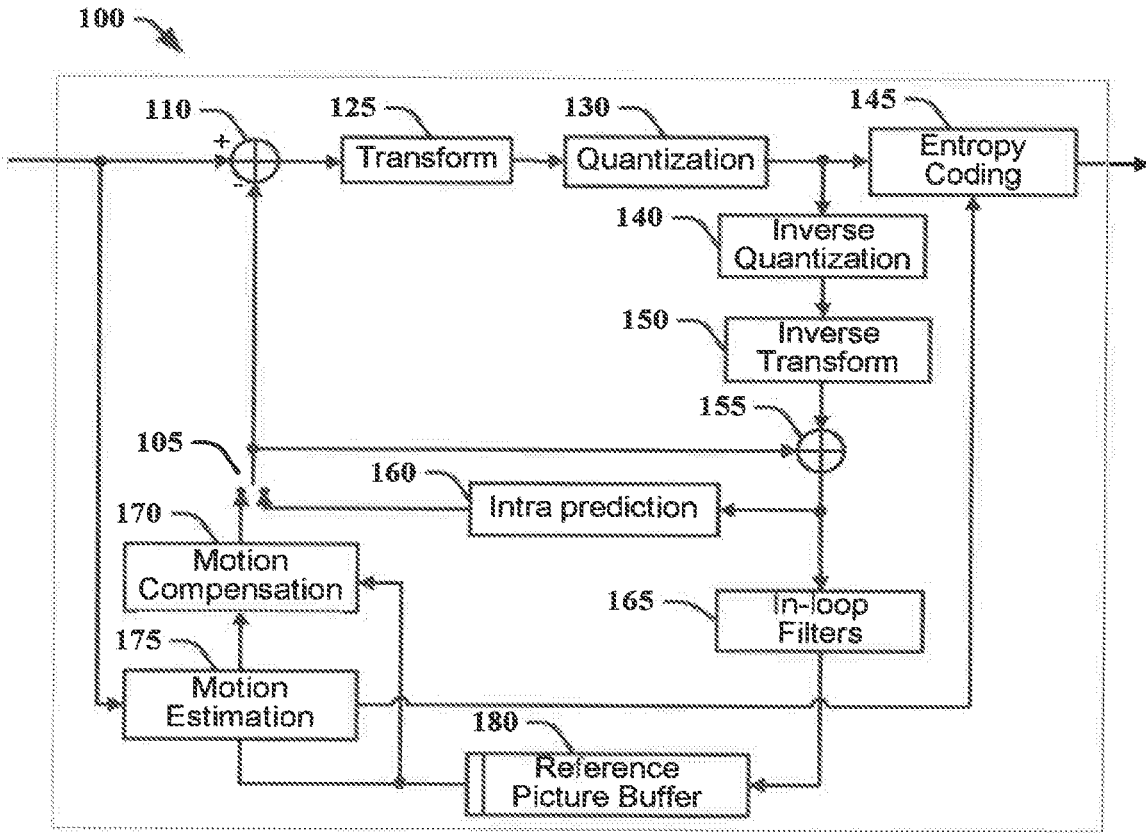 100
110
+
-
125
Transform
130
Quantization
145
Entropy
Coding
140
Inverse
Quantization
150
Inverse
Transform
155
105
160
Intra prediction
170
Motion
Compensation
165
In-loop
Filters
175
Motion
Estimation
180
Reference
Picture Buffer